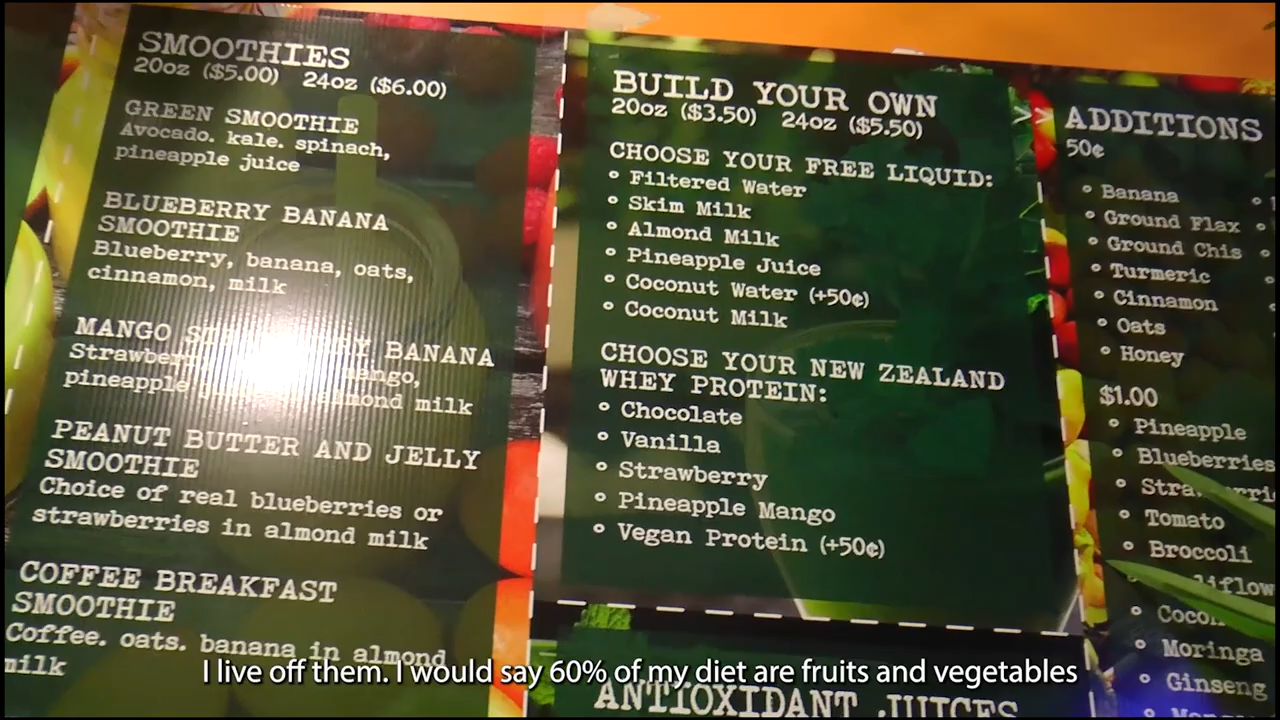 SMOOTHIES
20oz ($5.00) 24oz ($6.00)
GREEN SMOOTHIE
Avocado. kale. spinach,
pineapple juice
BLUEBERRY BANANA
SMOOTHIE
Blueberry, banana, oats,
cinnamon, milk
MANGO STRAWBERRY BANANA
Strawberry, mango,
pineapple almond milk
PEANUT BUTTER AND JELLY
SMOOTHIE
Choice of real blueberries or
strawberries in almond milk
COFFEE BREAKFAST
SMOOTHIE
Coffee. oats. banana in almond
milk
BUILD YOUR OWN
20oz ($3.50) 24oz ($5.50)
CHOOSE YOUR FREE LIQUID:
Filtered Water
Skim Milk
Almond Milk
Pineapple Juice
Coconut Water (+50¢)
Coconut Milk
CHOOSE YOUR NEW ZEALAND
WHEY PROTEIN:
Chocolate
Vanilla
Strawberry
Pineapple Mango
Vegan Protein (+50¢)
ANTIOXIDANT JUICES
>> ADDITIONS
50¢
Banana
Ground Flax
Ground Chis
Turmeric
Cinnamon
Oats
Honey
$1.00
Pineapple
Blueberries
Tomato
Broccoli
Moringa
Ginseng
I live off them. I would say 60% of my diet are fruits and vegetables